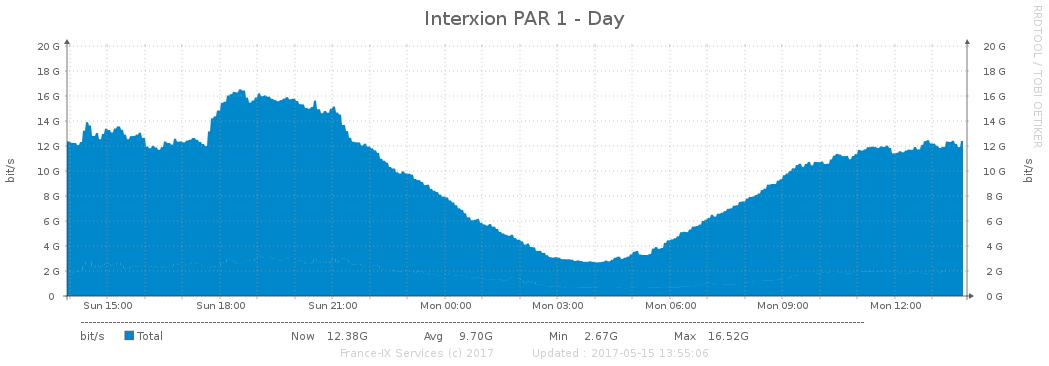 Interxion PAR 1 - Day
RRDTOOL / TOBI OETIKER
20 G 20 G
18 G 18 G
16 G 16 G
14 G 14 G
12 G 12 G
10 G 10 G
8 G 8 G
6 G 6 G
4 G 4 G
2 G 2 G
0 0 G
bit/s bit/s
Sun 15:00 Sun 18:00 Sun 21:00 Mon 00:00 Mon 03:00 Mon 06:00 Mon 09:00 Mon 12:00
bit/s Total Now 12.38G Avg 9.70G Min 2.67G Max 16.52G
France-IX Services (c) 2017 Updated : 2017-05-15 13:55:06